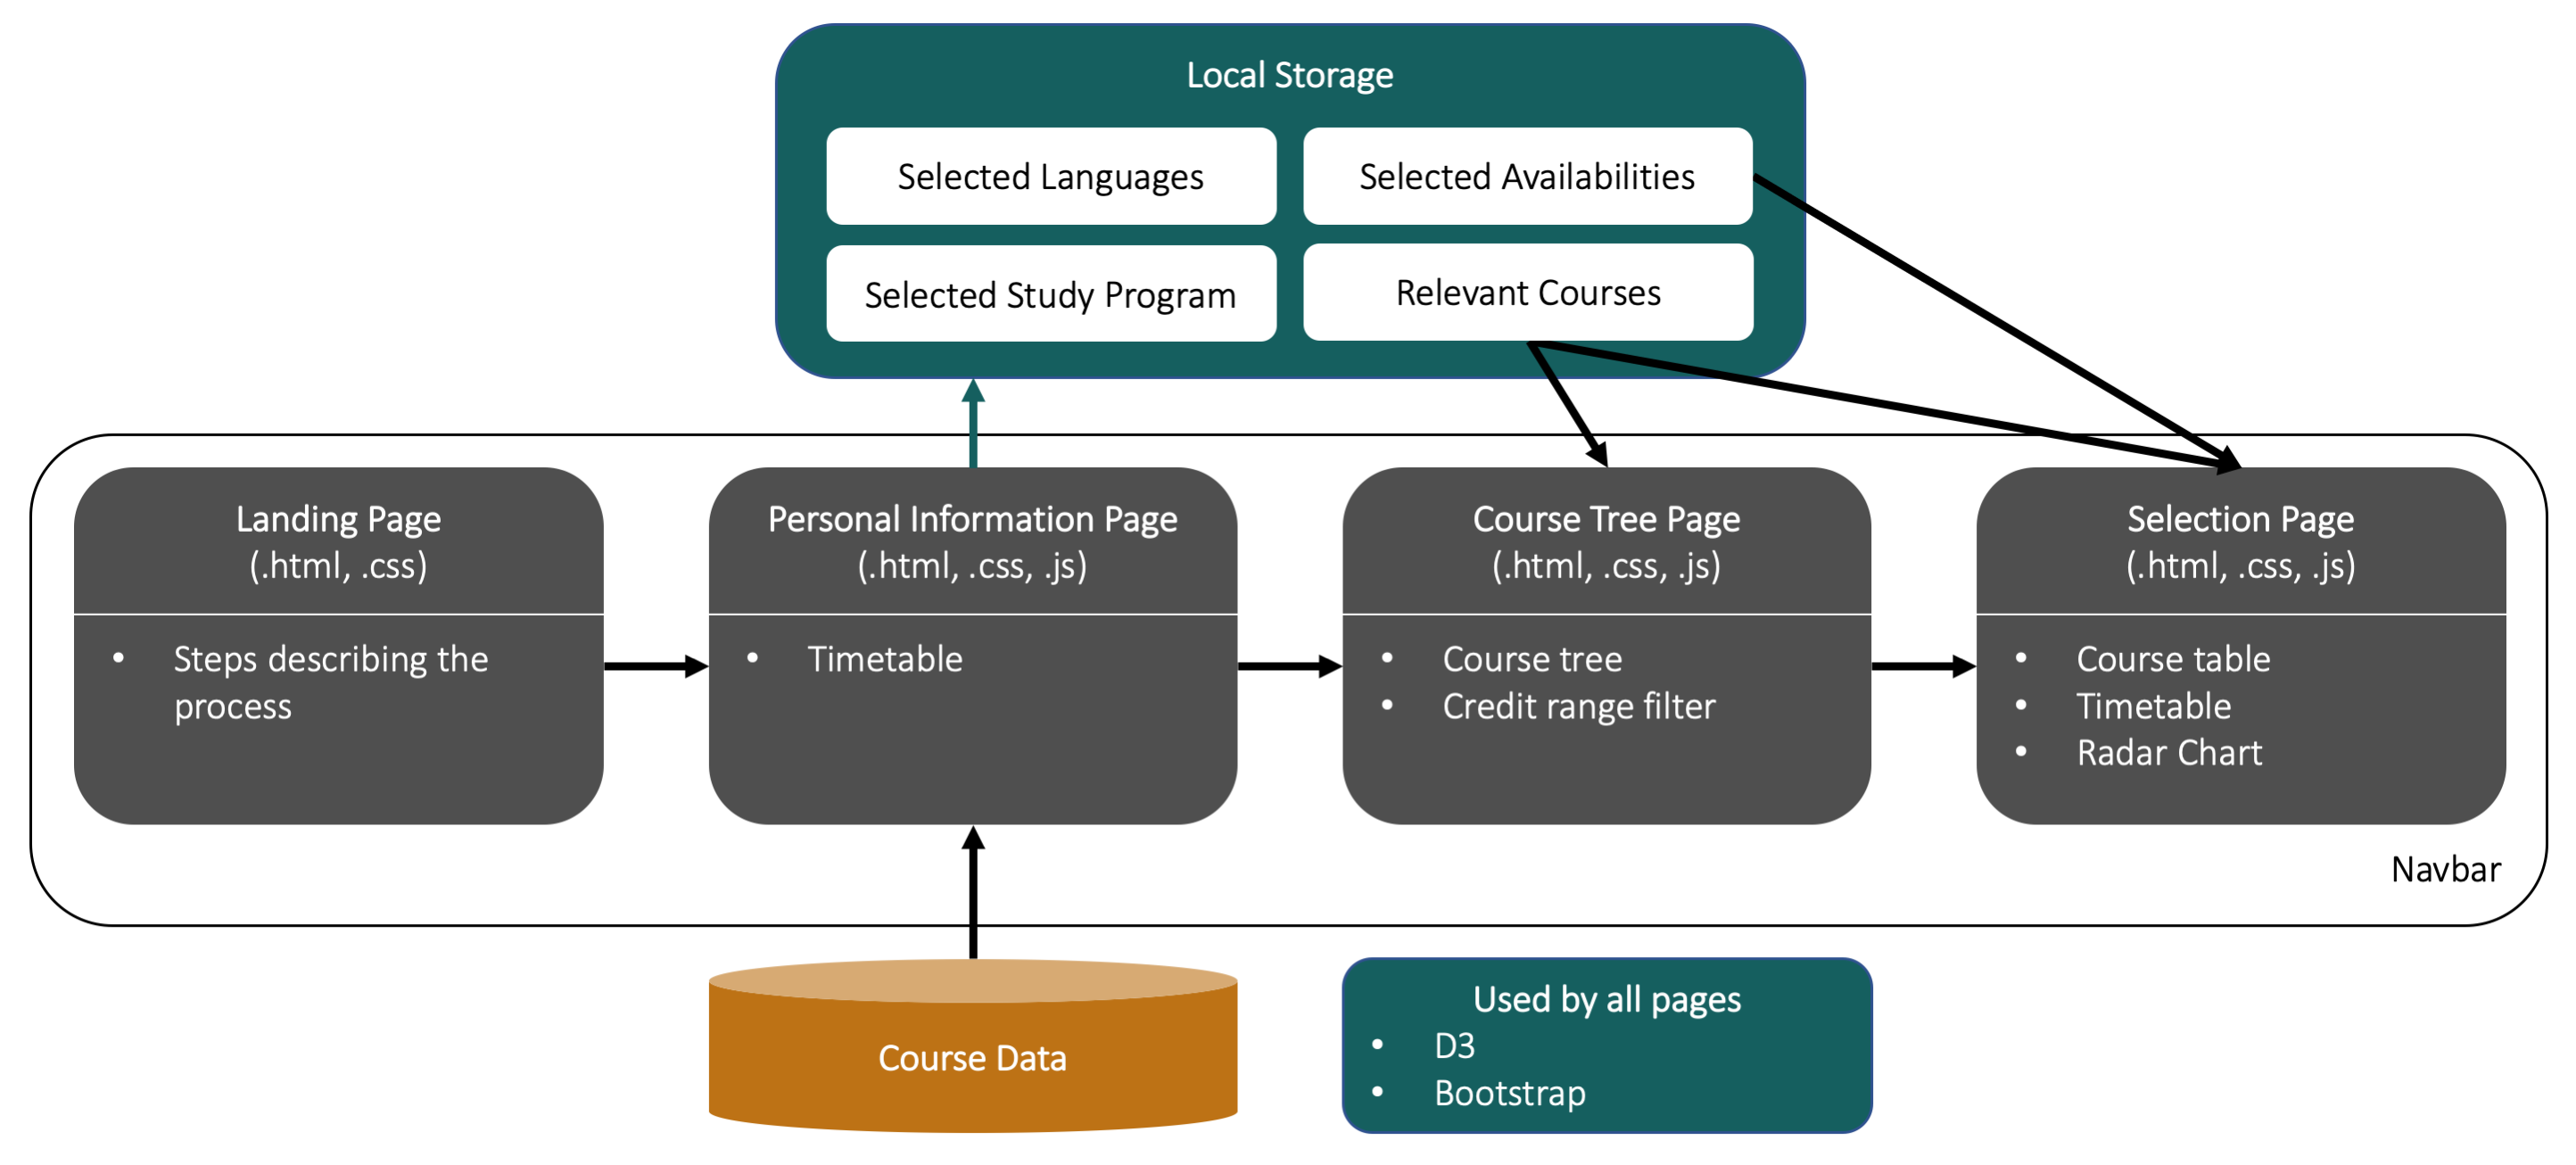 Local Storage
Selected Languages
Selected Availabilities
Selected Study Program
Relevant Courses
Landing Page
(.html, .css)
• Steps describing the
process
Personal Information Page
(.html, .css, .js)
• Timetable
Course Tree Page
(.html, .css, .js)
• Course tree
• Credit range filter
Selection Page
(.html, .css, .js)
• Course table
• Timetable
• Radar Chart
Navbar
Course Data
Used by all pages
• D3
• Bootstrap